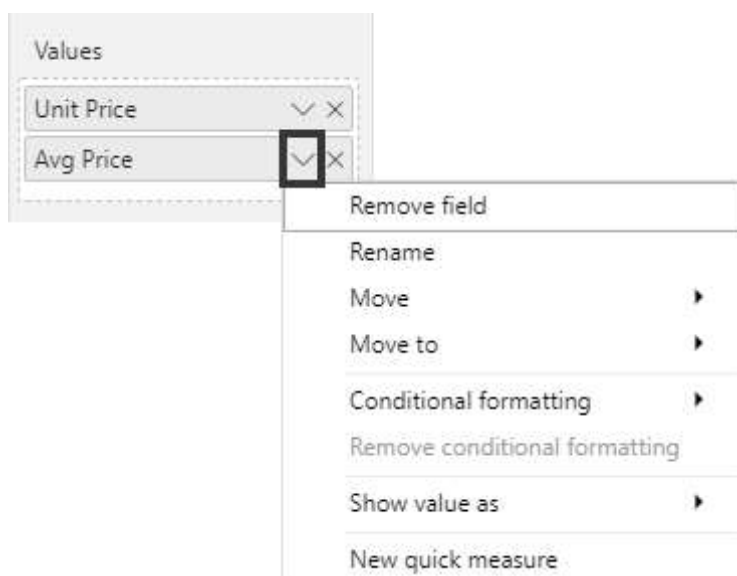 Values
Unit Price
Avg Price
Remove field
Rename
Move
Move to
Conditional formatting
Remove conditional formatting
Show value as
New quick measure